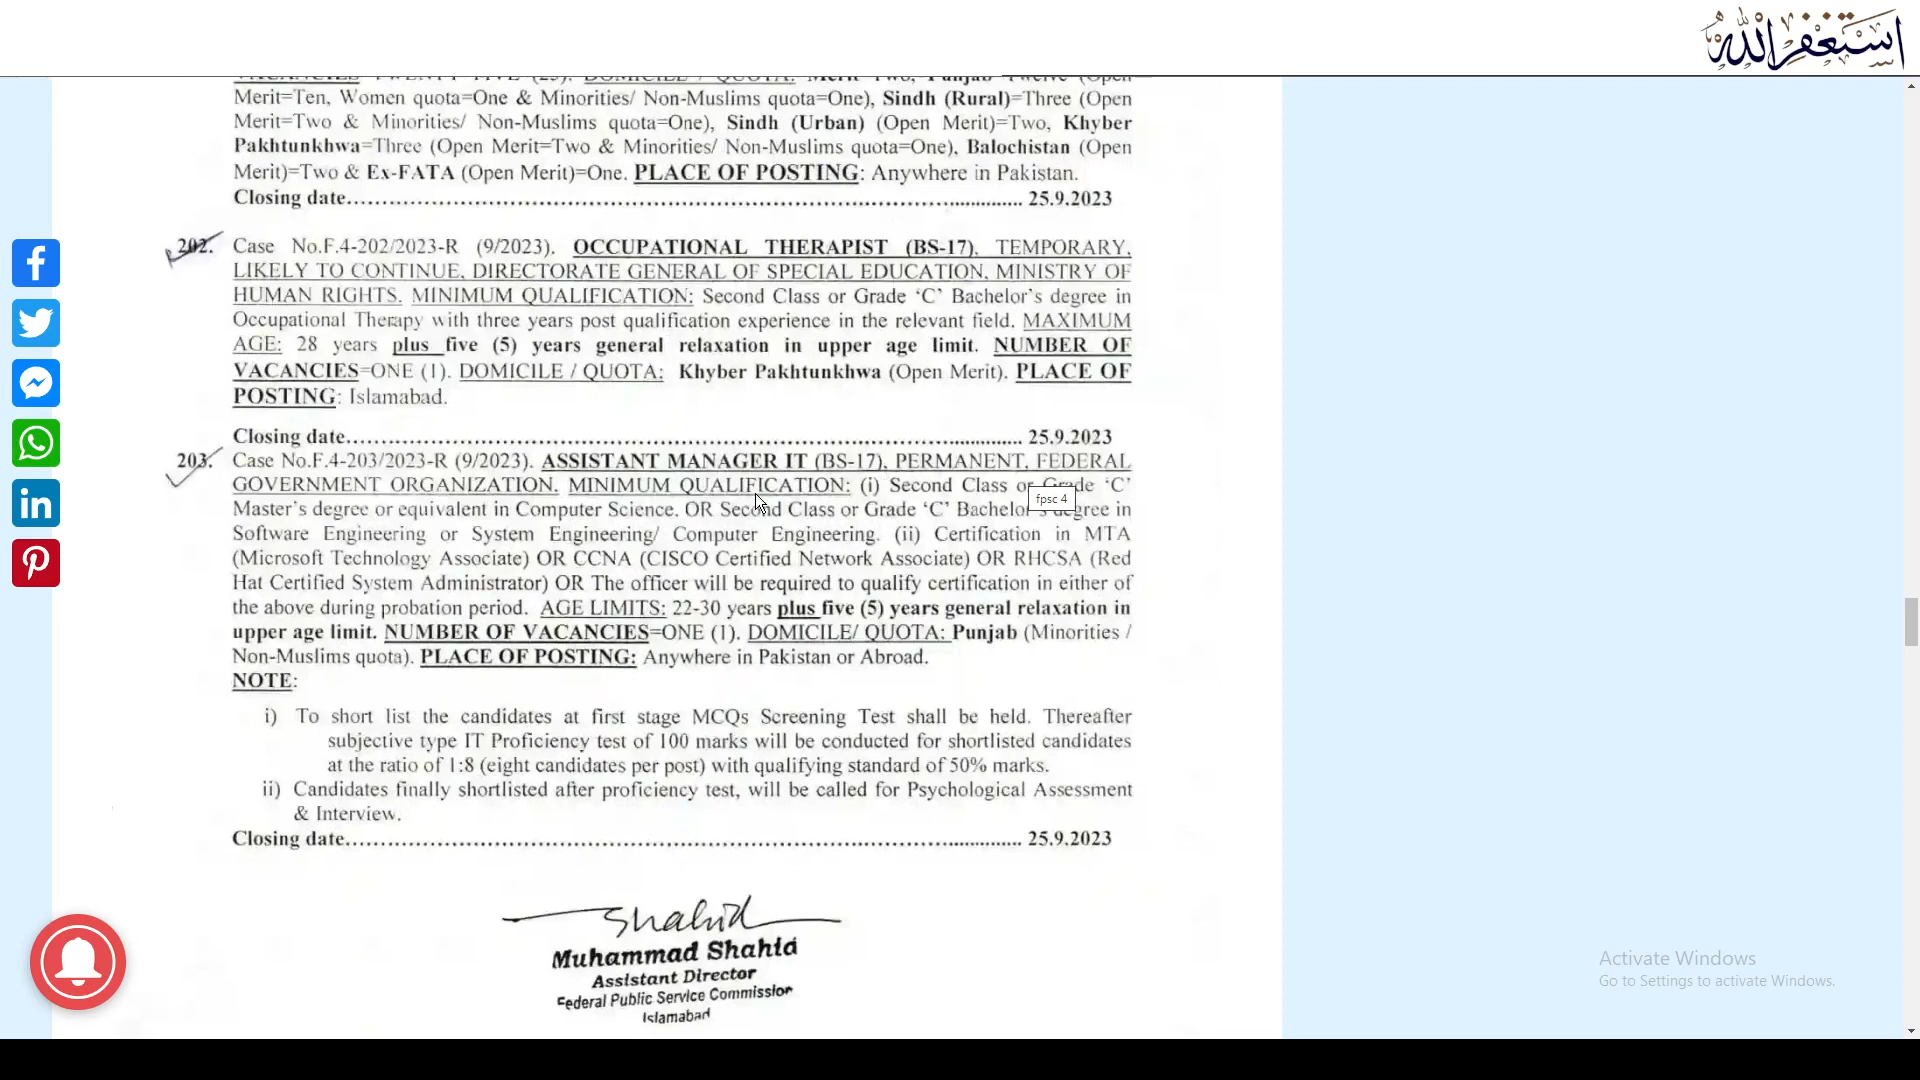 استغفر الله
VACANCIES TWENTY FIVE (25). DOMICILE / QUOTA: Merit Two, Punjab Twelve (Open
Merit=Ten, Women quota=One & Minorities/ Non-Muslims quota=One), Sindh (Rural)=Three (Open
Merit=Two & Minorities/ Non-Muslims quota=One), Sindh (Urban) (Open Merit)=Two, Khyber
Pakhtunkhwa=Three (Open Merit=Two & Minorities/ Non-Muslims quota=One), Balochistan (Open
Merit)=Two & Ex-FATA (Open Merit)=One. PLACE OF POSTING: Anywhere in Pakistan.
Closing date.......................................................................................................... 25.9.2023
202. Case No.F.4-202/2023-R (9/2023). OCCUPATIONAL THERAPIST (BS-17), TEMPORARY,
LIKELY TO CONTINUE, DIRECTORATE GENERAL OF SPECIAL EDUCATION, MINISTRY OF
HUMAN RIGHTS. MINIMUM QUALIFICATION: Second Class or Grade ‘C’ Bachelor’s degree in
Occupational Therapy with three years post qualification experience in the relevant field. MAXIMUM
AGE: 28 years plus five (5) years general relaxation in upper age limit. NUMBER OF
VACANCIES=ONE (1). DOMICILE / QUOTA: Khyber Pakhtunkhwa (Open Merit). PLACE OF
POSTING: Islamabad.
Closing date.......................................................................................................... 25.9.2023
203. Case No.F.4-203/2023-R (9/2023). ASSISTANT MANAGER IT (BS-17), PERMANENT, FEDERAL
GOVERNMENT ORGANIZATION. MINIMUM QUALIFICATION: (i) Second Class or Grade ‘C’
fpsc 4
Master’s degree or equivalent in Computer Science. OR Second Class or Grade ‘C’ Bachelor’s degree in
Software Engineering or System Engineering/ Computer Engineering. (ii) Certification in MTA
(Microsoft Technology Associate) OR CCNA (CISCO Certified Network Associate) OR RHCSA (Red
Hat Certified System Administrator) OR The officer will be required to qualify certification in either of
the above during probation period. AGE LIMITS: 22-30 years plus five (5) years general relaxation in
upper age limit. NUMBER OF VACANCIES=ONE (1). DOMICILE/ QUOTA: Punjab (Minorities /
Non-Muslims quota). PLACE OF POSTING: Anywhere in Pakistan or Abroad.
NOTE:
i) To short list the candidates at first stage MCQs Screening Test shall be held. Thereafter
subjective type IT Proficiency test of 100 marks will be conducted for shortlisted candidates
at the ratio of 1:8 (eight candidates per post) with qualifying standard of 50% marks.
ii) Candidates finally shortlisted after proficiency test, will be called for Psychological Assessment
& Interview.
Closing date.......................................................................................................... 25.9.2023
Shahid
Muhammad Shahid
Assistant Director
Federal Public Service Commission
Islamabad
Activate Windows
Go to Settings to activate Windows.